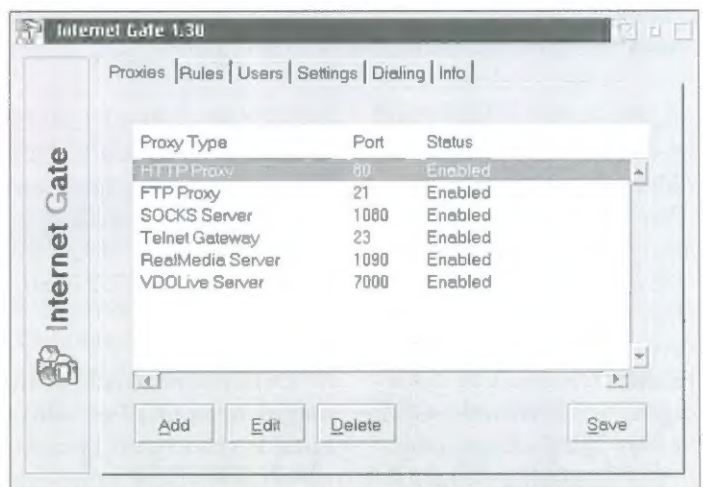 Internet Gate 1.30
Proxies Rules Users Settings Dialing Info
Internet Gate
Proxy Type Port Status
HTTP Proxy 80 Enabled
FTP Proxy 21 Enabled
SOCKS Server 1080 Enabled
Telnet Gateway 23 Enabled
RealMedia Server 1090 Enabled
VDOLive Server 7000 Enabled
Add Edit Delete Save